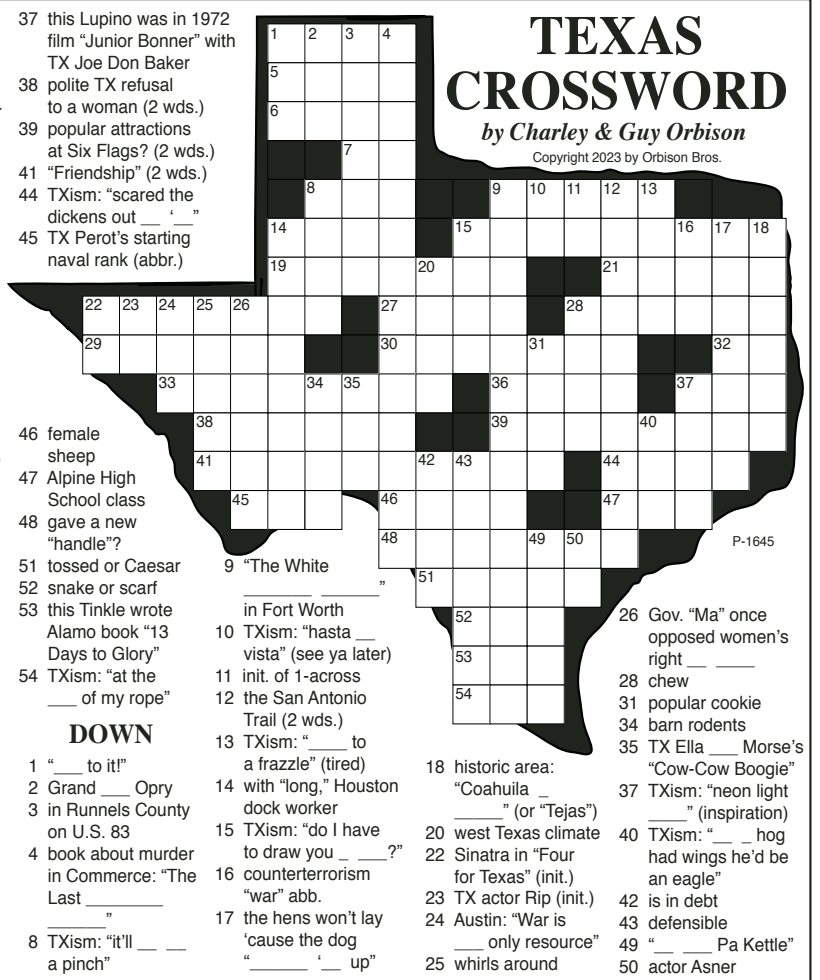 TEXAS
CROSSWORD
by Charley & Guy Orbison
Copyright 2023 by Orbison Bros.
37 this Lupino was in 1972
film “Junior Bonner” with
TX Joe Don Baker
38 polite TX refusal
to a woman (2 wds.)
39 popular attractions
at Six Flags? (2 wds.)
41 “Friendship” (2 wds.)
44 TXism: “scared the
dickens out __ ‘__”
45 TX Perot’s starting
naval rank (abbr.)
46 female
sheep
47 Alpine High
School class
48 gave a new
“handle”?
51 tossed or Caesar
52 snake or scarf
53 this Tinkle wrote
Alamo book “13
Days to Glory”
54 TXism: “at the
___ of my rope”
DOWN
1 “___ to it!”
2 Grand ___ Opry
3 in Runnels County
on U.S. 83
4 book about murder
in Commerce: “The
Last ________
______”
8 TXism: “it’ll __ __
a pinch”
9 “The White
_______ ______”
in Fort Worth
10 TXism: “hasta __
vista” (see ya later)
11 init. of 1-across
12 the San Antonio
Trail (2 wds.)
13 TXism: “____ to
a frazzle” (tired)
14 with “long,” Houston
dock worker
15 TXism: “do I have
to draw you _ ___?”
16 counterterrorism
“war” abb.
17 the hens won’t lay
‘cause the dog
“______ ‘__ up”
18 historic area:
“Coahuila _
_____” (or “Tejas”)
20 west Texas climate
22 Sinatra in “Four
for Texas” (init.)
23 TX actor Rip (init.)
24 Austin: “War is
___ only resource”
25 whirls around
26 Gov. “Ma” once
opposed women’s
right __ ____
28 chew
31 popular cookie
34 barn rodents
35 TX Ella ___ Morse’s
“Cow-Cow Boogie”
37 TXism: “neon light
____” (inspiration)
40 TXism: “__ _ hog
had wings he’d be
an eagle”
42 is in debt
43 defensible
49 “__ ___ Pa Kettle”
50 actor Asner
1 2 3 4
5
6
7
8 9 10 11 12 13
14 15 16 17 18
19 20 21
22 23 24 25 26 27 28
29 30 31 32
33 34 35 36 37
38 39 40
41 42 43 44
45 46 47
48 49 50
51
52
53
54
P-1645